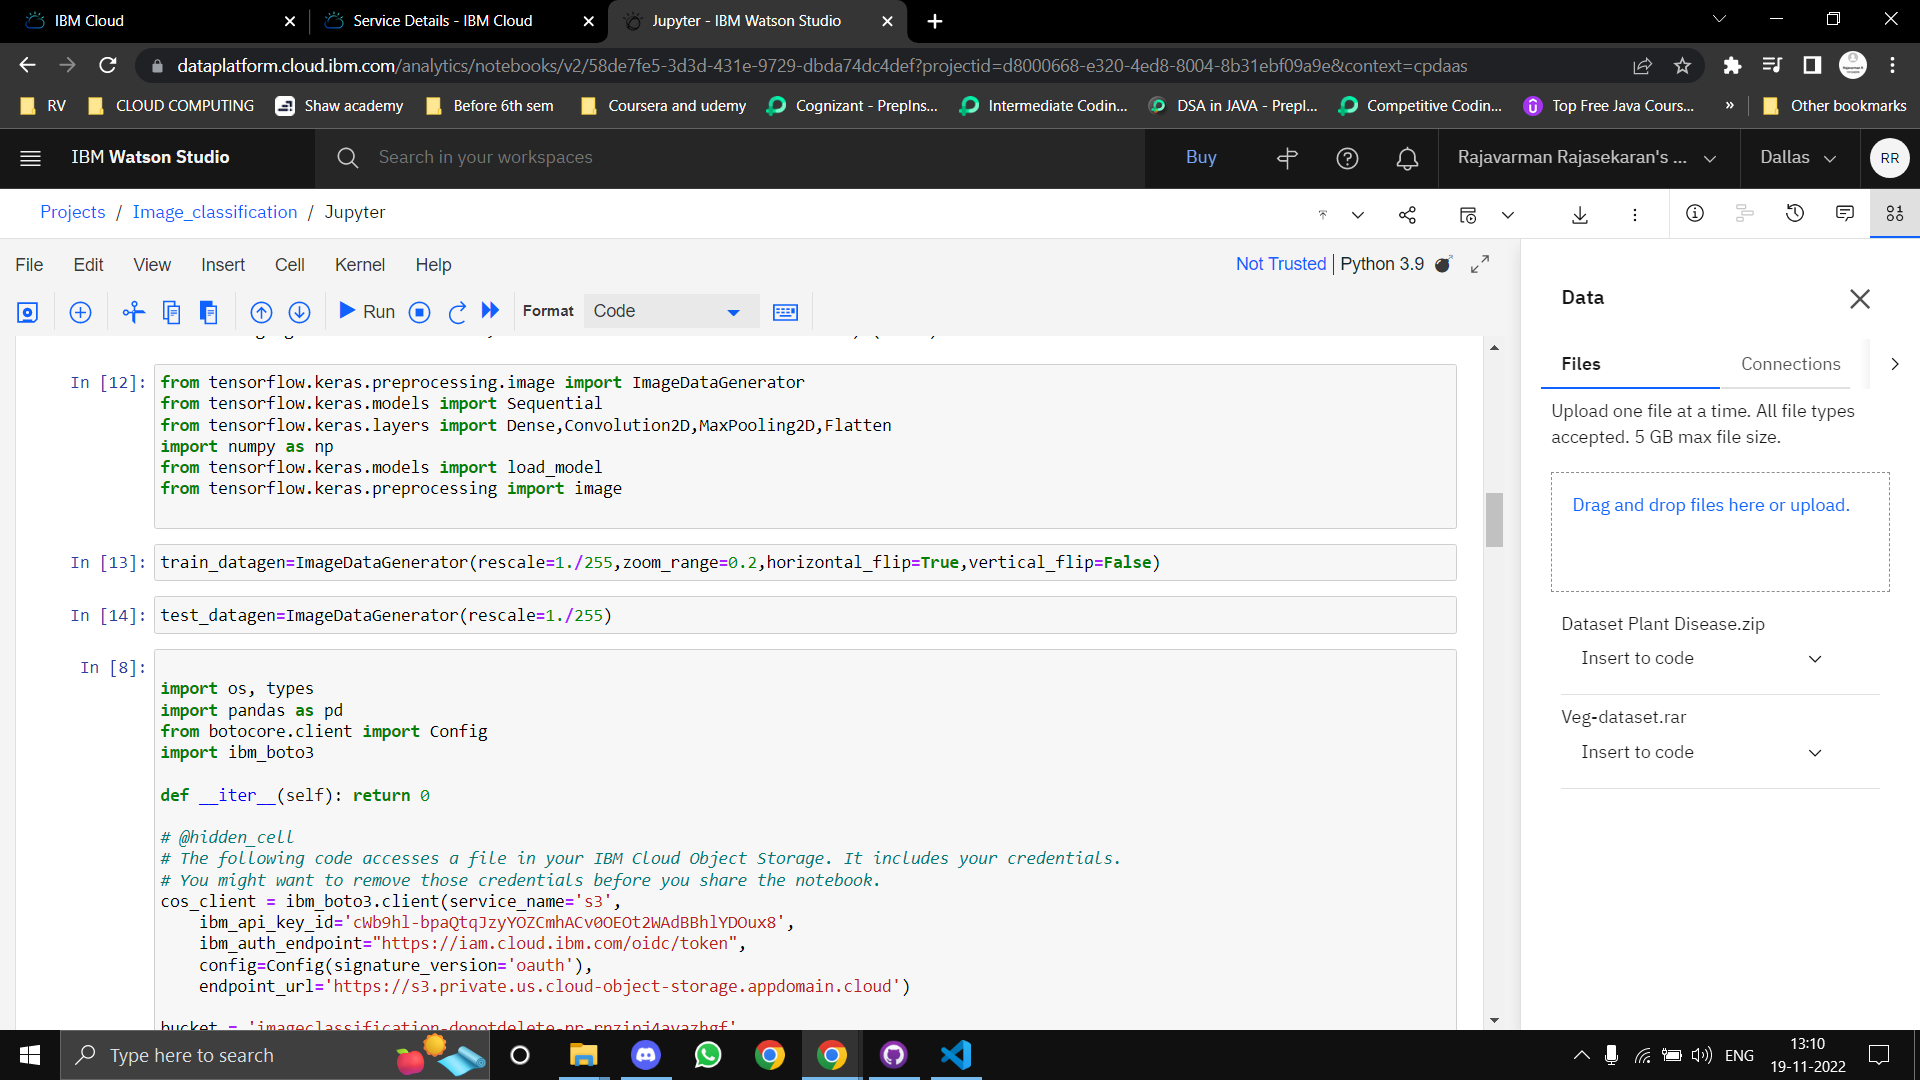 IBM Cloud
Service Details - IBM Cloud
Jupyter - IBM Watson Studio
dataplatform.cloud.ibm.com/analytics/notebooks/v2/58de7fe5-3d3d-431e-9729-dbda74dc4def?projectid=d8000668-e320-4ed8-8004-8b31ebf09a9e&context=cpdaas
RV
CLOUD COMPUTING
Shaw academy
Before 6th sem
Coursera and udemy
Cognizant - PrepIns...
Intermediate Codin...
DSA in JAVA - PrepI...
Competitive Codin...
Top Free Java Cours...
»
Other bookmarks
IBM Watson Studio
Search in your workspaces
Buy
Rajavarman Rajasekaran's ...
Dallas
RR
Projects / Image_classification / Jupyter
File Edit View Insert Cell Kernel Help
Not Trusted | Python 3.9
Run
Format
Code
In [12]:
from tensorflow.keras.preprocessing.image import ImageDataGenerator
from tensorflow.keras.models import Sequential
from tensorflow.keras.layers import Dense,Convolution2D,MaxPooling2D,Flatten
import numpy as np
from tensorflow.keras.models import load_model
from tensorflow.keras.preprocessing import image
In [13]:
train_datagen=ImageDataGenerator(rescale=1./255,zoom_range=0.2,horizontal_flip=True,vertical_flip=False)
In [14]:
test_datagen=ImageDataGenerator(rescale=1./255)
In [8]:
import os, types
import pandas as pd
from botocore.client import Config
import ibm_boto3
def __iter__(self): return 0
# @hidden_cell
# The following code accesses a file in your IBM Cloud Object Storage. It includes your credentials.
# You might want to remove those credentials before you share the notebook.
cos_client = ibm_boto3.client(service_name='s3',
ibm_api_key_id='cWb9hl-bpaQtqJzyYOZCmhACv0OEOt2WAdBBhlYDOux8',
ibm_auth_endpoint="https://iam.cloud.ibm.com/oidc/token",
config=Config(signature_version='oauth'),
endpoint_url='https://s3.private.us.cloud-object-storage.appdomain.cloud')
bucket = 'imageclassification-donotdelete-pr-
Data
Files
Connections
Upload one file at a time. All file types
accepted. 5 GB max file size.
Drag and drop files here or upload.
Dataset Plant Disease.zip
Insert to code
Veg-dataset.rar
Insert to code
Type here to search
ENG
13:10
19-11-2022